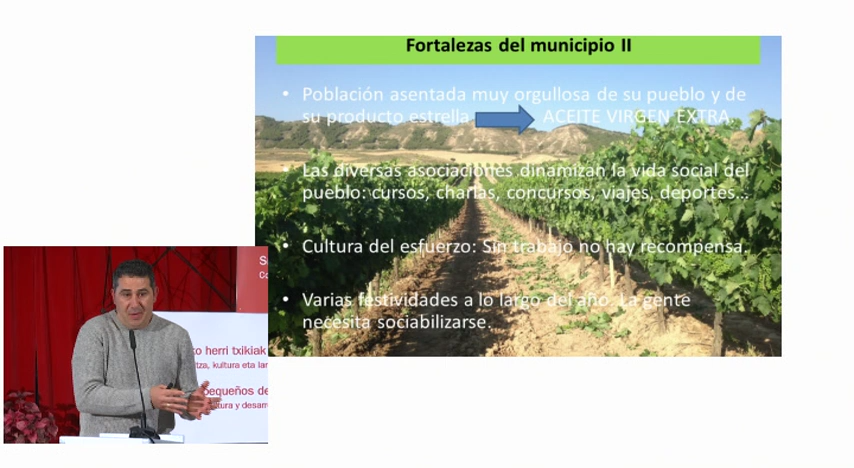 Fortalezas del municipio II
• Población asentada muy orgullosa de su pueblo y de
su producto estrella ACEITE VIRGEN EXTRA.
• Las diversas asociaciones dinamizan la vida social del
pueblo: cursos, charlas, concursos, viajes, deportes...
• Cultura del esfuerzo: Sin trabajo no hay recompensa.
• Varias festividades a lo largo del año. La gente
necesita sociabilizarse.
herri txikiak
kultura eta
pequeños